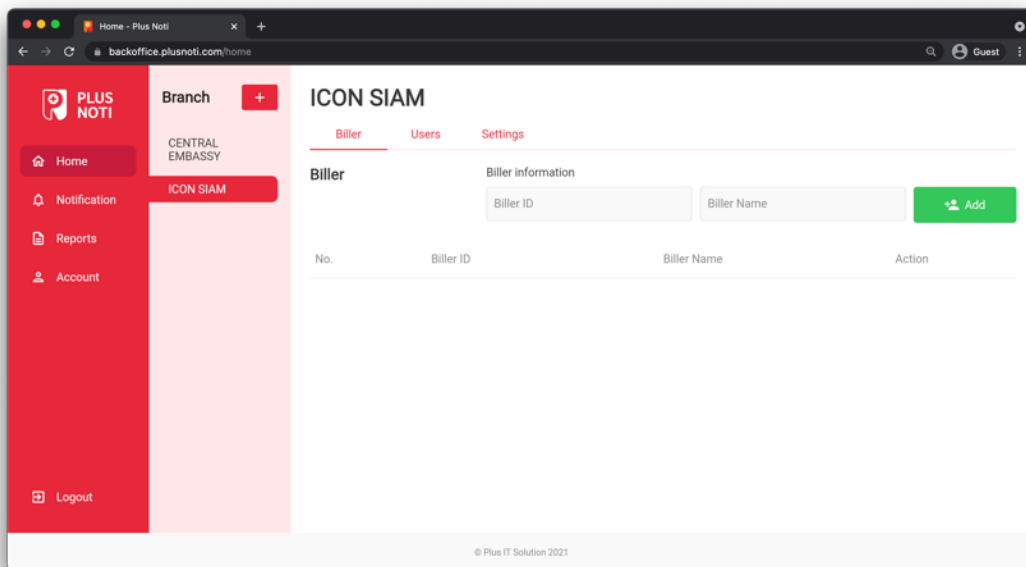 Home - Plus Noti
backoffice.plusnoti.com/home
Guest
PLUS
NOTI
Home
Notification
Reports
Account
Logout
Branch
+
CENTRAL
EMBASSY
ICON SIAM
ICON SIAM
Biller
Users
Settings
Biller
Biller information
Biller ID
Biller Name
Add
No.
Biller ID
Biller Name
Action
© Plus IT Solution 2021